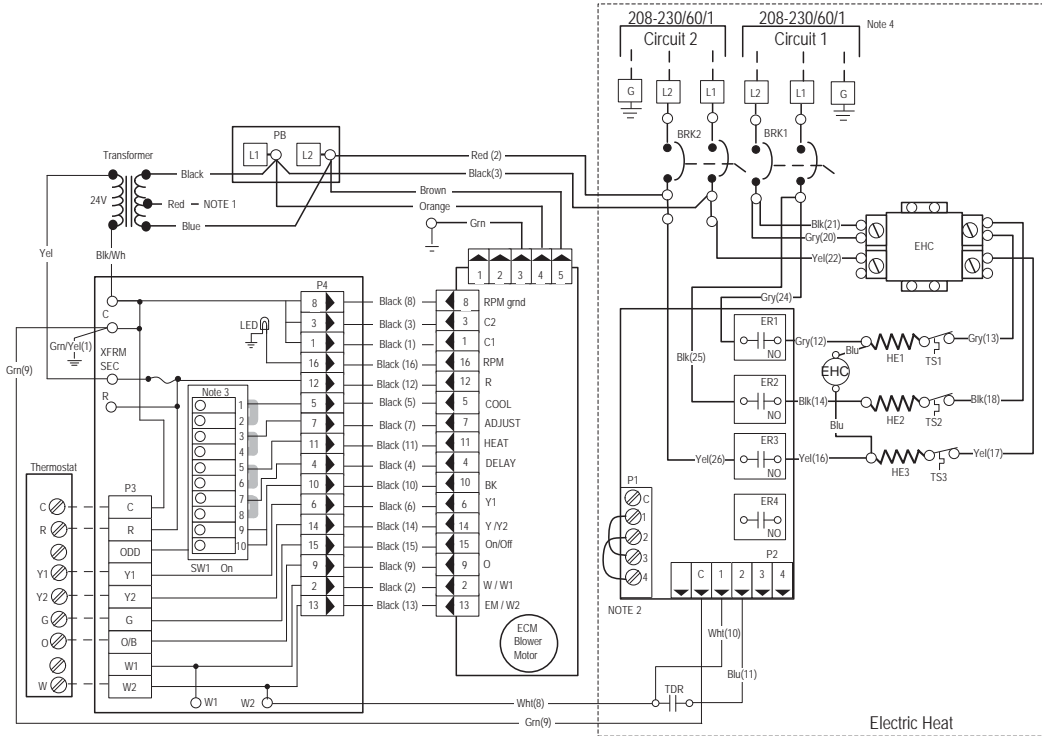 208-230/60/1
Circuit 2
208-230/60/1
Circuit 1
Note 4
G
L2
L1
L2
L1
G
BRK2
BRK1
PB
L1
L2
Transformer
24V
Black
Red
NOTE 1
Blue
Yel
Blk/Wh
Red (2)
Black(3)
Brown
Orange
Grn
1
2
3
4
5
Blk(21)
Gry(20)
Yel(22)
EHC
Gry(24)
Blk(25)
Yel(26)
C
Grn/Yel(1)
XFRM
SEC
R
Grn(9)
LED
P4
8
3
1
16
12
5
7
11
4
10
6
14
15
9
2
13
Black (8)
Black (3)
Black (1)
Black (16)
Black (12)
Black (5)
Black (7)
Black (11)
Black (4)
Black (10)
Black (6)
Black (14)
Black (15)
Black (9)
Black (2)
Black (13)
8 RPM grnd
3 C2
1 C1
16 RPM
12 R
5 COOL
7 ADJUST
11 HEAT
4 DELAY
10 BK
6 Y1
14 Y /Y2
15 On/Off
9 O
2 W / W1
13 EM / W2
ECM
Blower
Motor
Note 3
1
2
3
4
5
6
7
8
9
10
SW1 On
Thermostat
C
R
Y1
Y2
G
O
W
P3
C
R
ODD
Y1
Y2
G
O/B
W1
W2
W1
W2
ER1
NO
ER2
NO
ER3
NO
ER4
NO
Gry(12)
Blk(14)
Yel(16)
Blu
EHC
Blu
HE1
TS1
Gry(13)
HE2
TS2
Blk(18)
HE3
TS3
Yel(17)
P1
C
1
2
3
4
NOTE 2
P2
C
1
2
3
4
Wht(10)
Blu(11)
TDR
Wht(8)
Grn(9)
Electric Heat